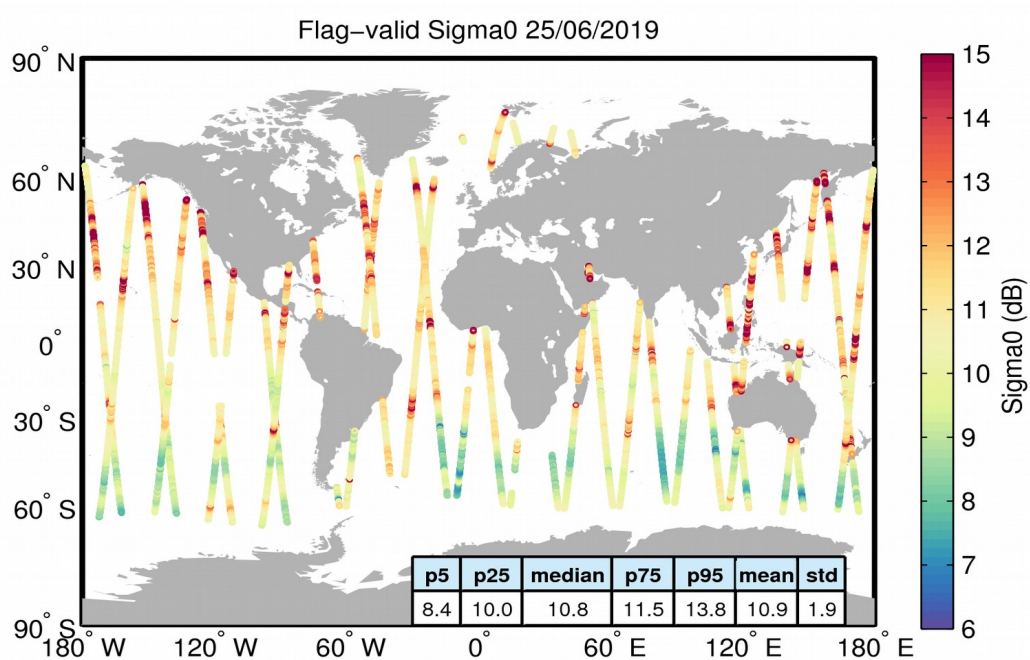 Flag−valid Sigma0 25/06/2019
90° N
60° N
30° N
0°
30° S
60° S
90° S
180° W
120° W
60° W
0°
60° E
120° E
180° E
15
14
13
12
11
10
9
8
7
6
Sigma0 (dB)
p5 p25 median p75 p95 mean std
8.4 10.0 10.8 11.5 13.8 10.9 1.9